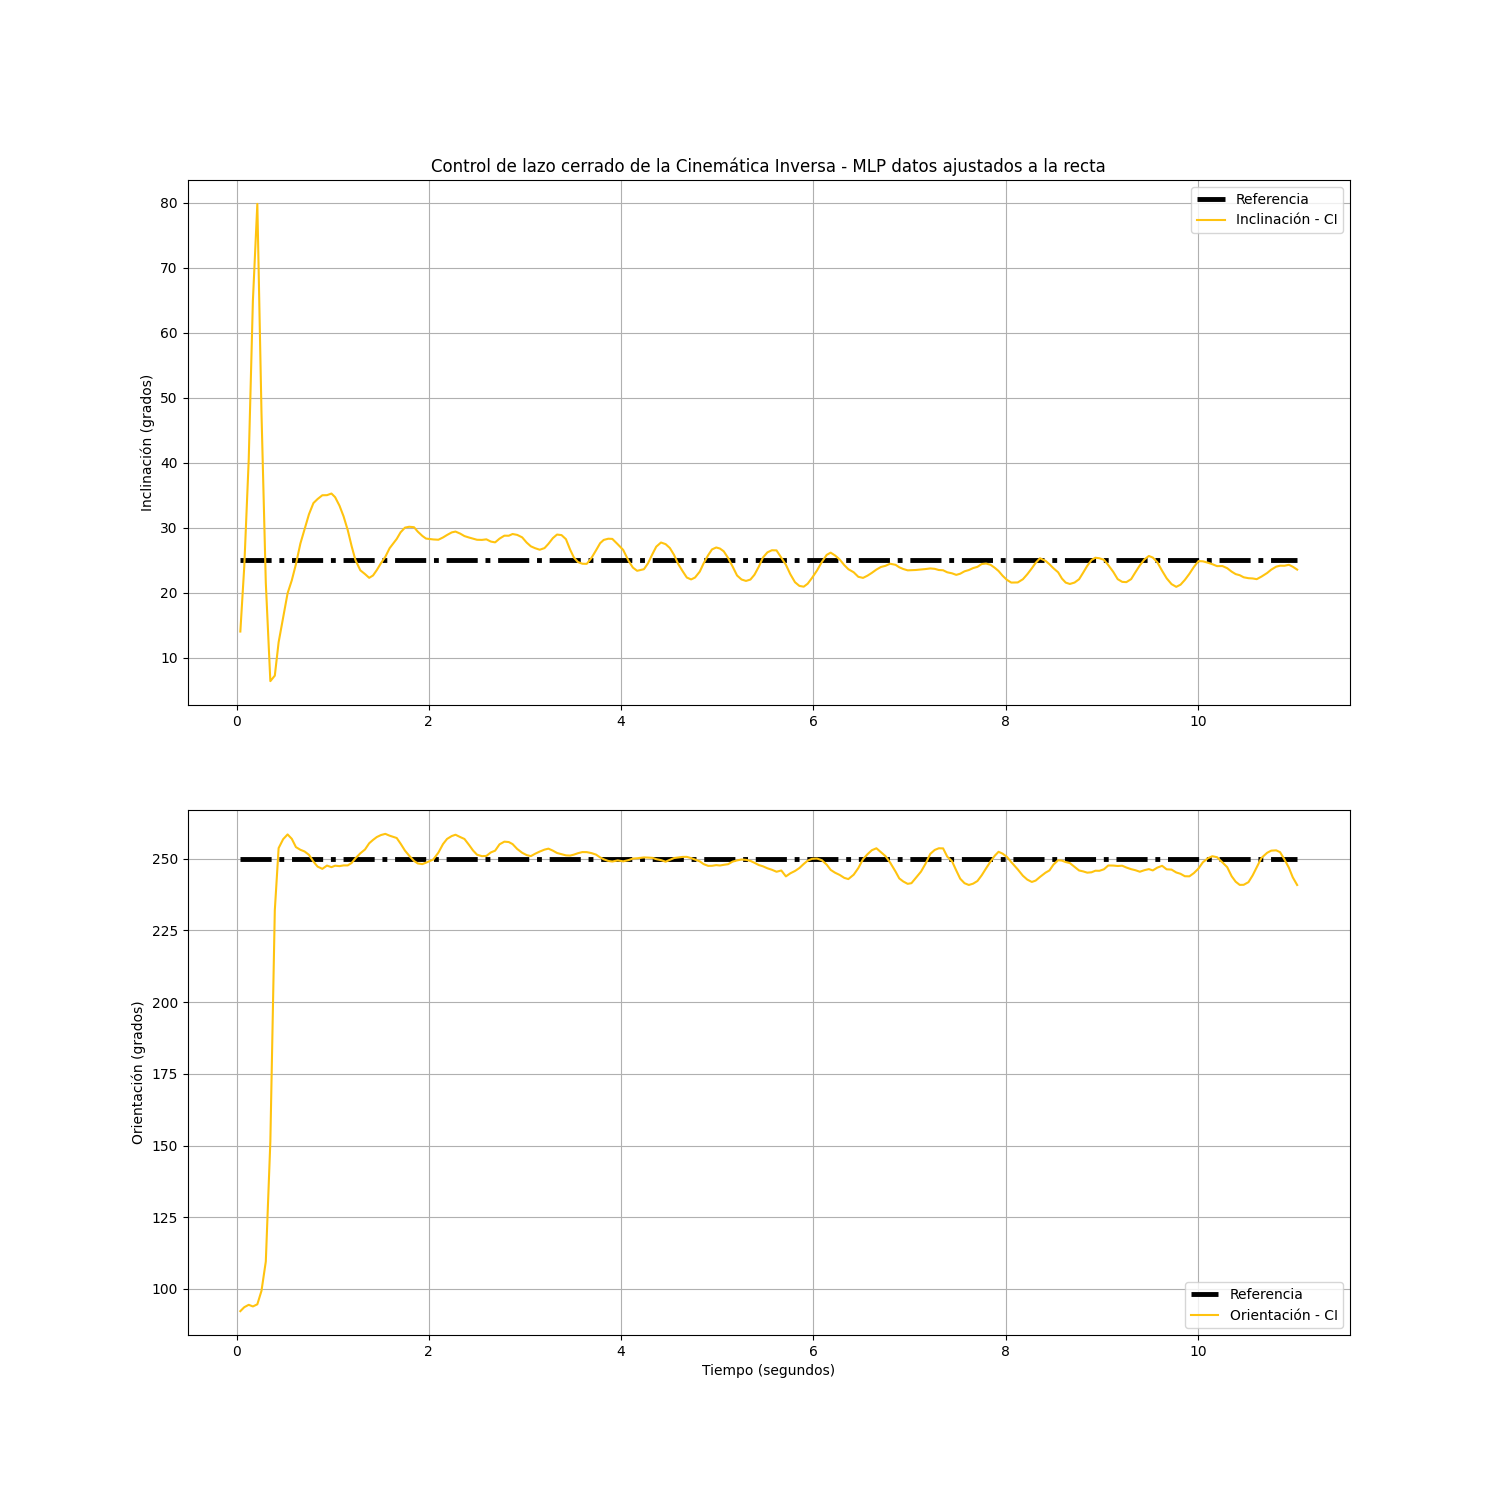 Control de lazo cerrado de la Cinemática Inversa - MLP datos ajustados a la recta
Referencia
Inclinación - CI
Inclinación (grados)
80
70
60
50
40
30
20
10
0 2 4 6 8 10
Orientación (grados)
250
225
200
175
150
125
100
Referencia
Orientación - CI
0 2 4 6 8 10
Tiempo (segundos)